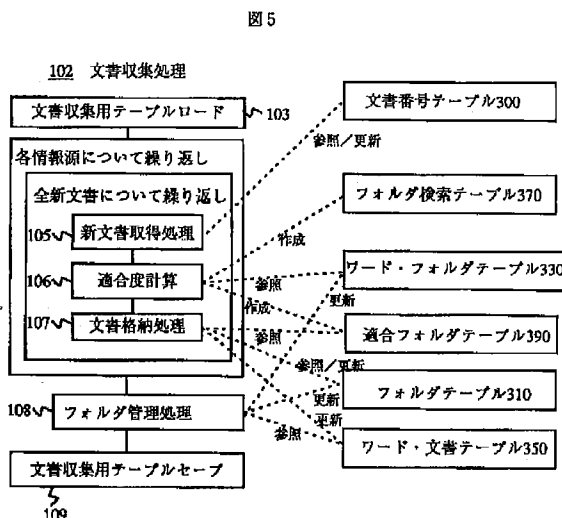 図5
102 文書収集処理
文書収集用テーブルロード
103
文書番号テーブル300
参照/更新
各情報源について繰り返し
全新文書について繰り返し
フォルダ検索テーブル370
105
新文書取得処理
作成
106
適合度計算
参照
ワード・フォルダテーブル330
更新
作成
107
文書格納処理
参照
適合フォルダテーブル390
参照/更新
108
フォルダ管理処理
更新
フォルダテーブル310
更新
参照
ワード・文書テーブル350
文書収集用テーブルセーブ
109